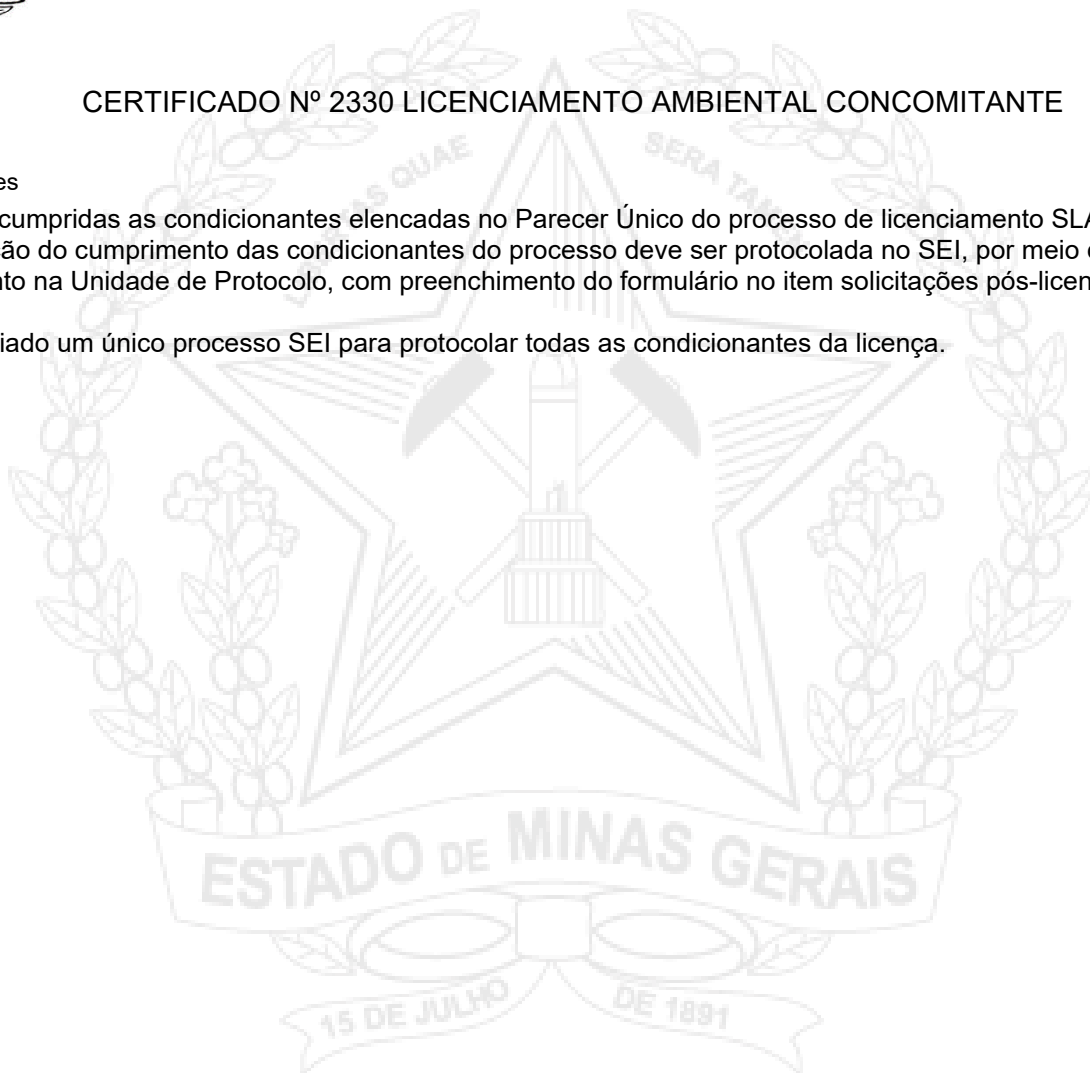 CERTIFICADO Nº 2330 LICENCIAMENTO AMBIENTAL CONCOMITANTE
es
cumpridas as condicionantes elencadas no Parecer Único do processo de licenciamento SLA
ão do cumprimento das condicionantes do processo deve ser protocolada no SEI, por meio
nto na Unidade de Protocolo, com preenchimento do formulário no item solicitações pós-licen
iado um único processo SEI para protocolar todas as condicionantes da licença.
QUAE SERA
ESTADO DE MINAS GERAIS
15 DE JULHO DE 1891